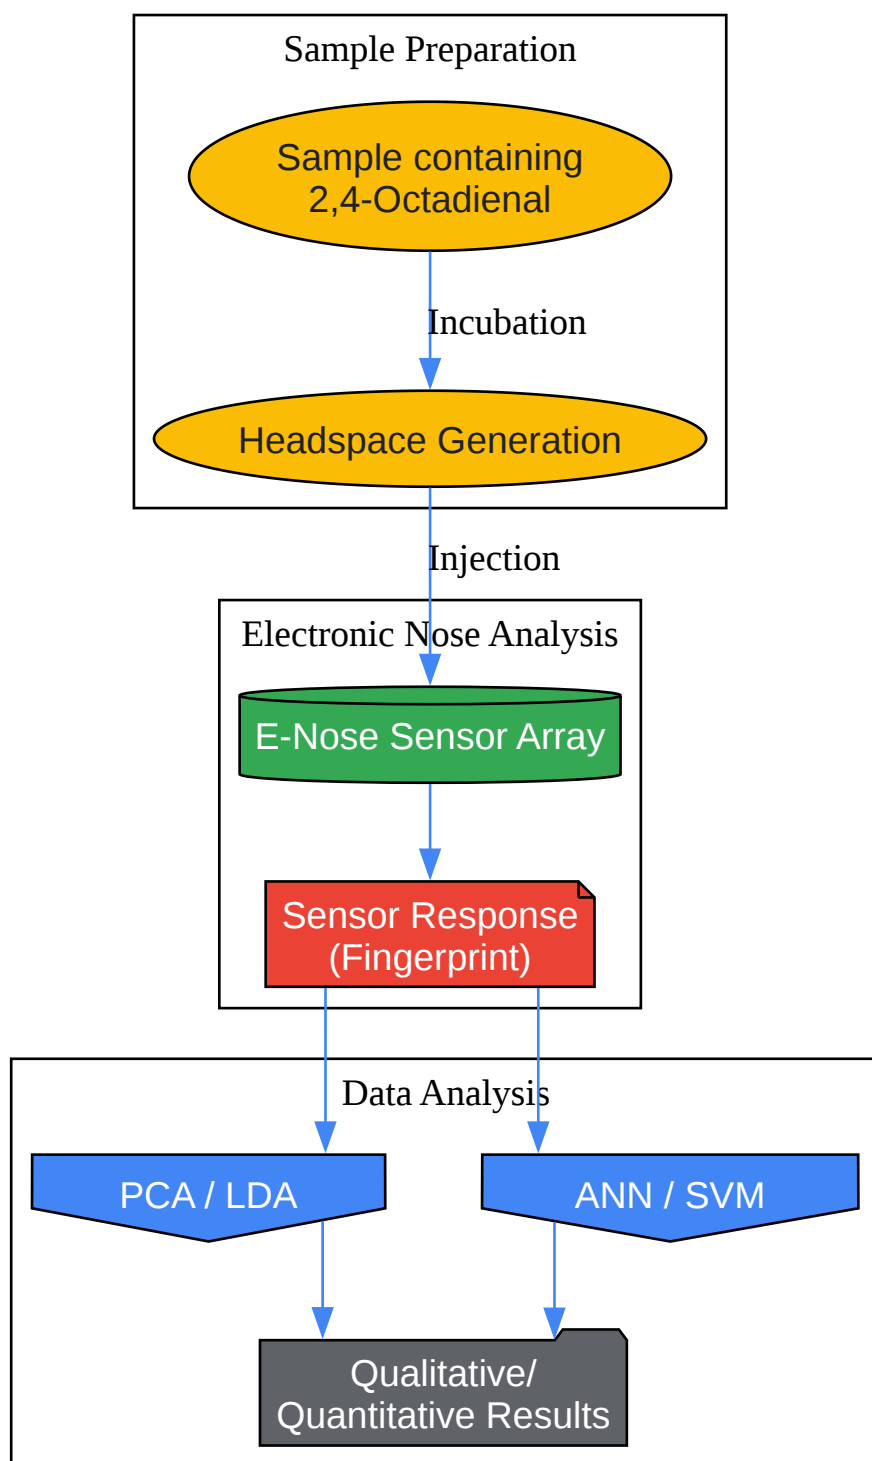 Sample Preparation
Sample containing
2,4-Octadienal
Incubation
Headspace Generation
Injection
Electronic Nose Analysis
E-Nose Sensor Array
Sensor Response
(Fingerprint)
Data Analysis
PCA / LDA
ANN / SVM
Qualitative/
Quantitative Results